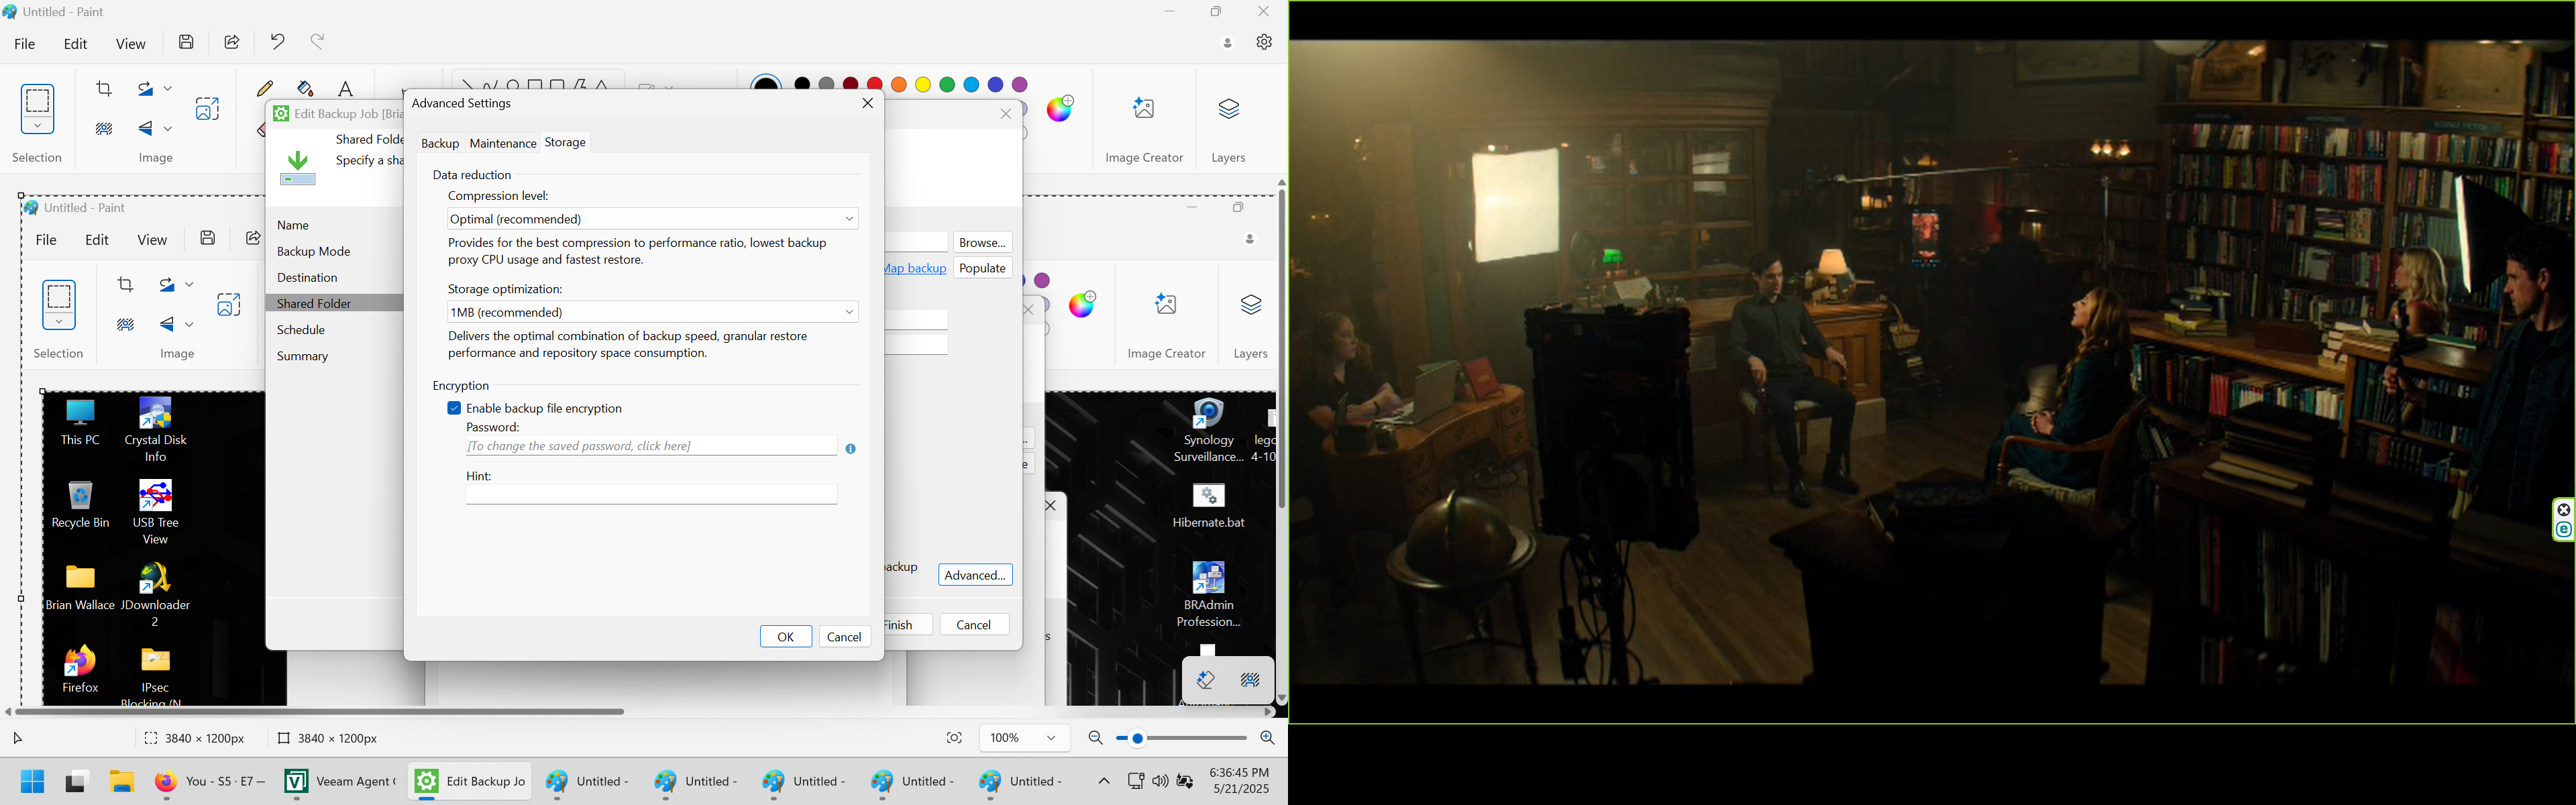 Untitled - Paint
File Edit View
Selection
Image
Image Creator
Layers
Edit Backup Job [Bria
Shared Folde
Specify a sha
Name
Backup Mode
Destination
Shared Folder
Schedule
Summary
Browse...
Map backup
Populate
backup
Advanced...
Finish
Cancel
Advanced Settings
Backup Maintenance Storage
Data reduction
Compression level:
Optimal (recommended)
Provides for the best compression to performance ratio, lowest backup
proxy CPU usage and fastest restore.
Storage optimization:
1MB (recommended)
Delivers the optimal combination of backup speed, granular restore
performance and repository space consumption.
Encryption
Enable backup file encryption
Password:
[To change the saved password, click here]
Hint:
OK Cancel
Untitled - Paint
File Edit View
Selection
Image
Image Creator
Layers
This PC
Crystal Disk
Info
Recycle Bin
USB Tree
View
Brian Wallace
JDownloader
2
Firefox
IPsec
Blocking (N
Synology
Surveillance...
lego
4-10
Hibernate.bat
BRAdmin
Profession...
3840 × 1200px
3840 × 1200px
100%
You - S5 · E7 —
Veeam Agent
Edit Backup Jo
Untitled -
Untitled -
Untitled -
Untitled -
Untitled -
6:36:45 PM
5/21/2025